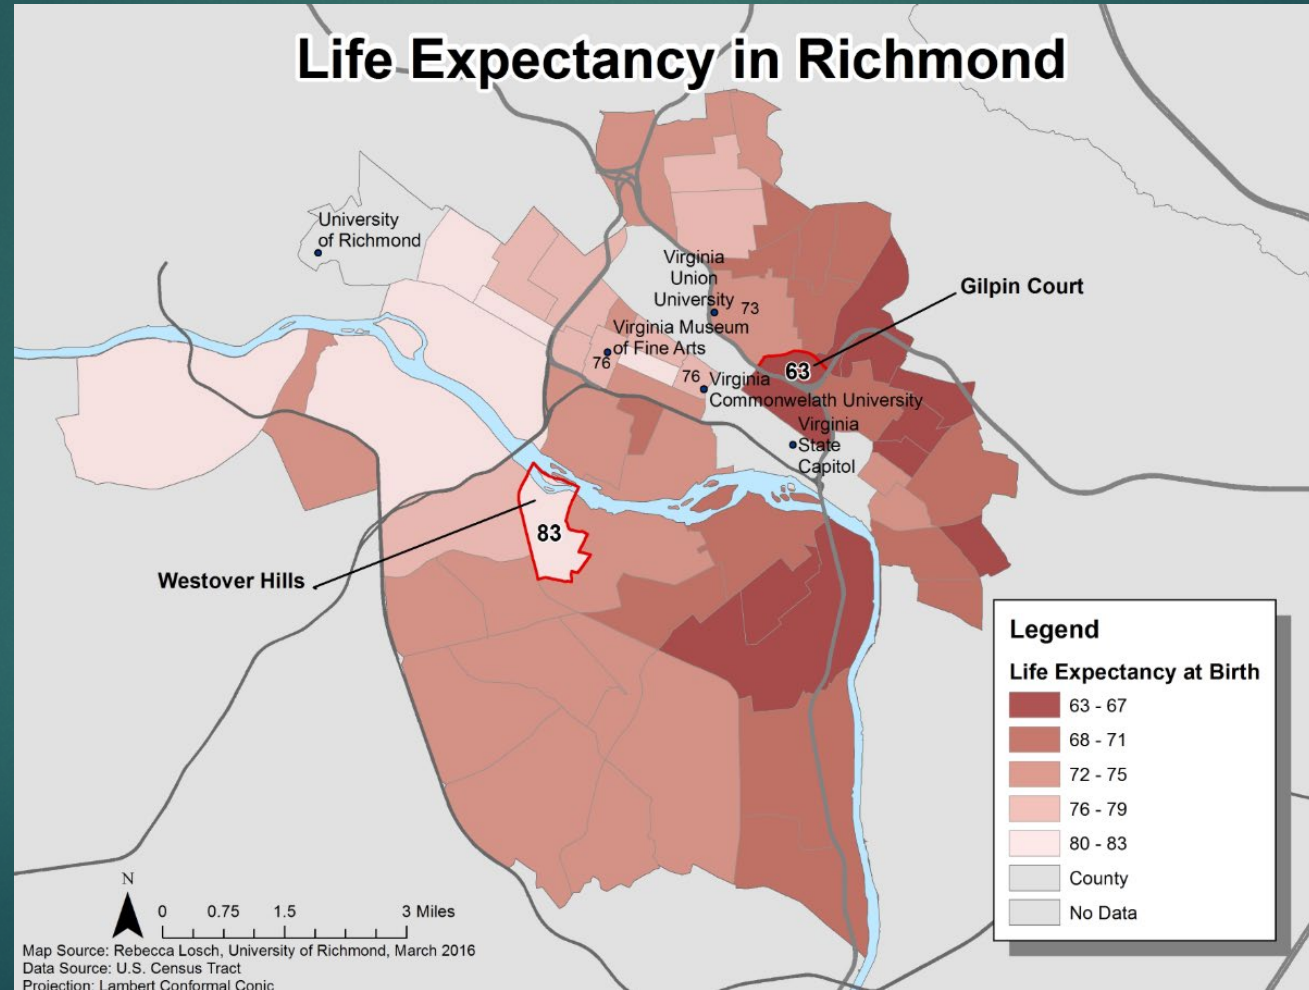 Life Expectancy in Richmond
University
of Richmond
Virginia
Union
University
73
Gilpin Court
Virginia Museum
of Fine Arts
76
63
76
Virginia
Commonwelath University
Virginia
State
Capitol
83
Westover Hills
Legend
Life Expectancy at Birth
63 - 67
68 - 71
72 - 75
76 - 79
80 - 83
County
No Data
N
0 0.75 1.5 3 Miles
Map Source: Rebecca Losch, University of Richmond, March 2016
Data Source: U.S. Census Tract
Projection: Lambert Conformal Conic